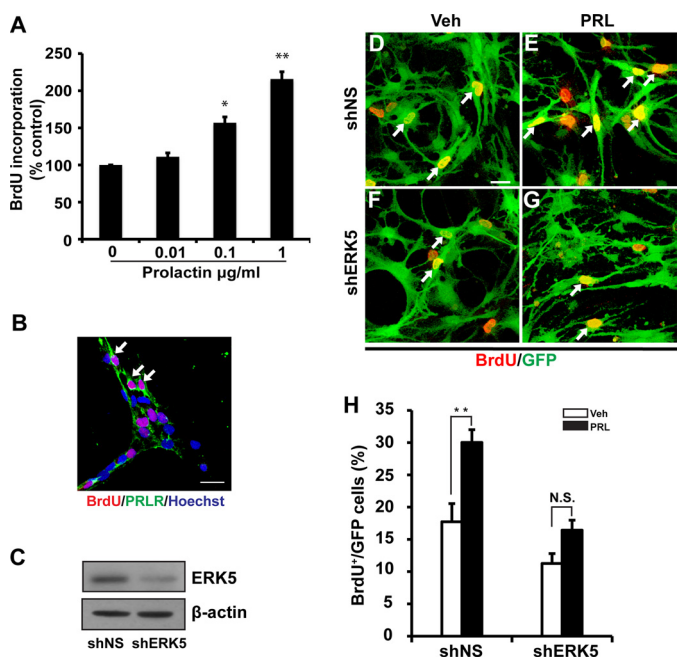 A
BrdU incorporation
(% control)
250
200
150
100
50
0
*
**
0 0.01 0.1 1
Prolactin µg/ml
B
BrdU/PRLR/Hoechst
C
ERK5
β-actin
shNS shERK5
Veh PRL
shNS
shERK5
D
E
F
G
BrdU/GFP
H
BrdU⁺/GFP cells (%)
35
30
25
20
15
10
5
0
**
N.S.
Veh
PRL
shNS shERK5